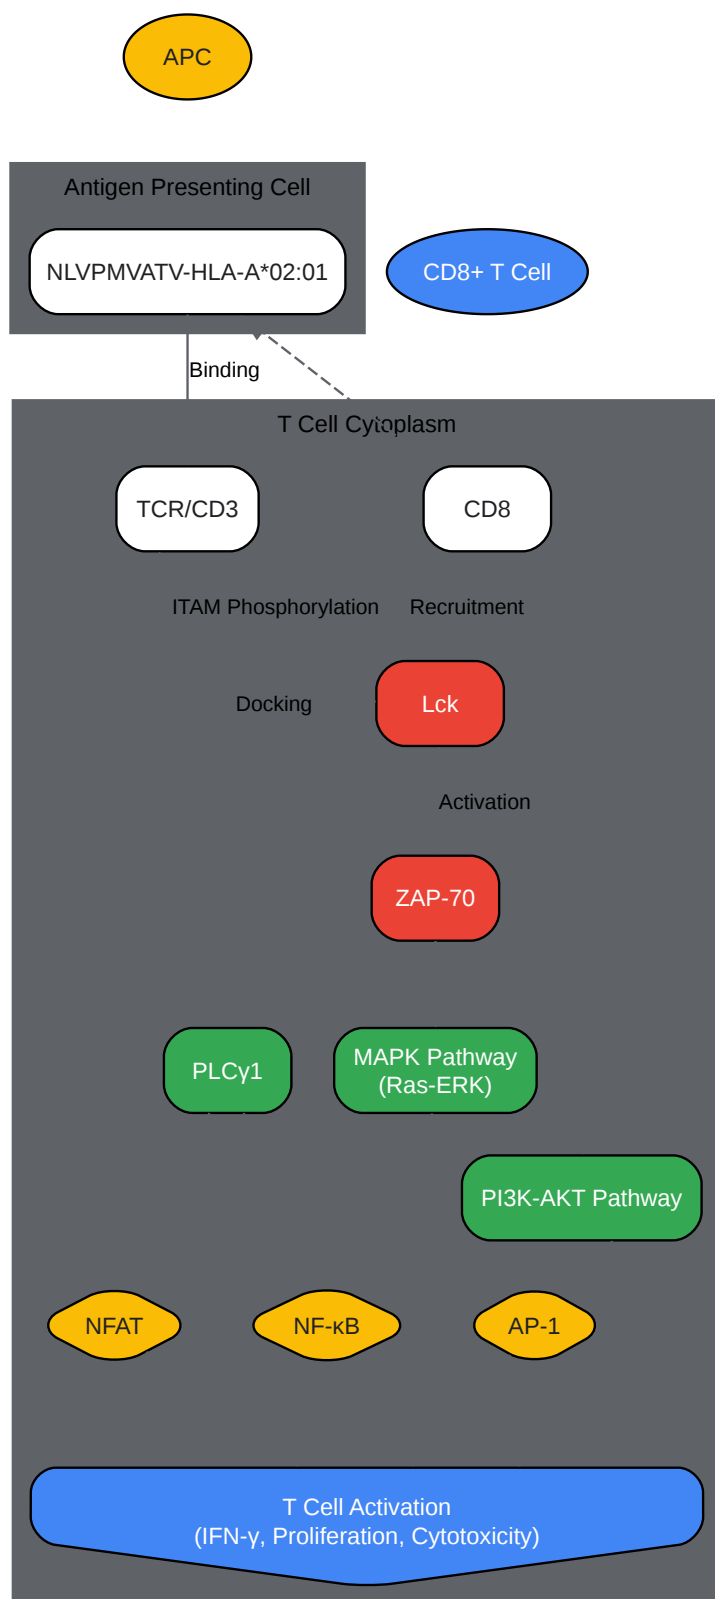 APC
Antigen Presenting Cell
NLVPMVATV-HLA-A*02:01
CD8+ T Cell
Binding
T Cell Cytoplasm
TCR/CD3
CD8
ITAM Phosphorylation
Recruitment
Docking
Lck
Activation
ZAP-70
PLCγ1
MAPK Pathway
(Ras-ERK)
PI3K-AKT Pathway
NFAT
NF-κB
AP-1
T Cell Activation
(IFN-γ, Proliferation, Cytotoxicity)